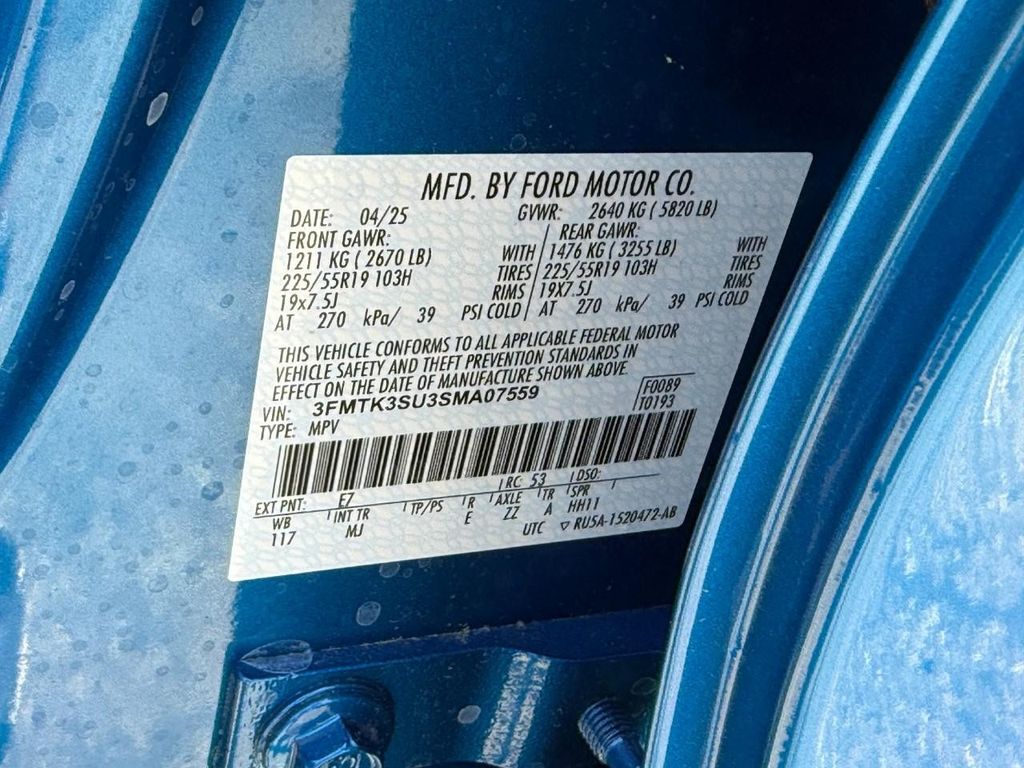 MFD. BY FORD MOTOR CO.
DATE: 04/25 GVWR: 2640 KG ( 5820 LB)
FRONT GAWR: REAR GAWR:
1211 KG ( 2670 LB) WITH 1476 KG ( 3255 LB) WITH
225/55R19 103H TIRES 225/55R19 103H TIRES
19x7.5J RIMS 19X7.5J RIMS
AT 270 kPa/ 39 PSI COLD AT 270 kPa/ 39 PSI COLD
THIS VEHICLE CONFORMS TO ALL APPLICABLE FEDERAL MOTOR
VEHICLE SAFETY AND THEFT PREVENTION STANDARDS IN
EFFECT ON THE DATE OF MANUFACTURE SHOWN ABOVE.
VIN: 3FMTK3SU3SMA07559 F0089
TYPE: MPV T0193
EXT PNT: E7 RC: 53 DSO:
WB INT TR TP/PS R AXLE TR SPR
117 MJ E ZZ A HH11
UTC ▽ RU5A-1520472-AB